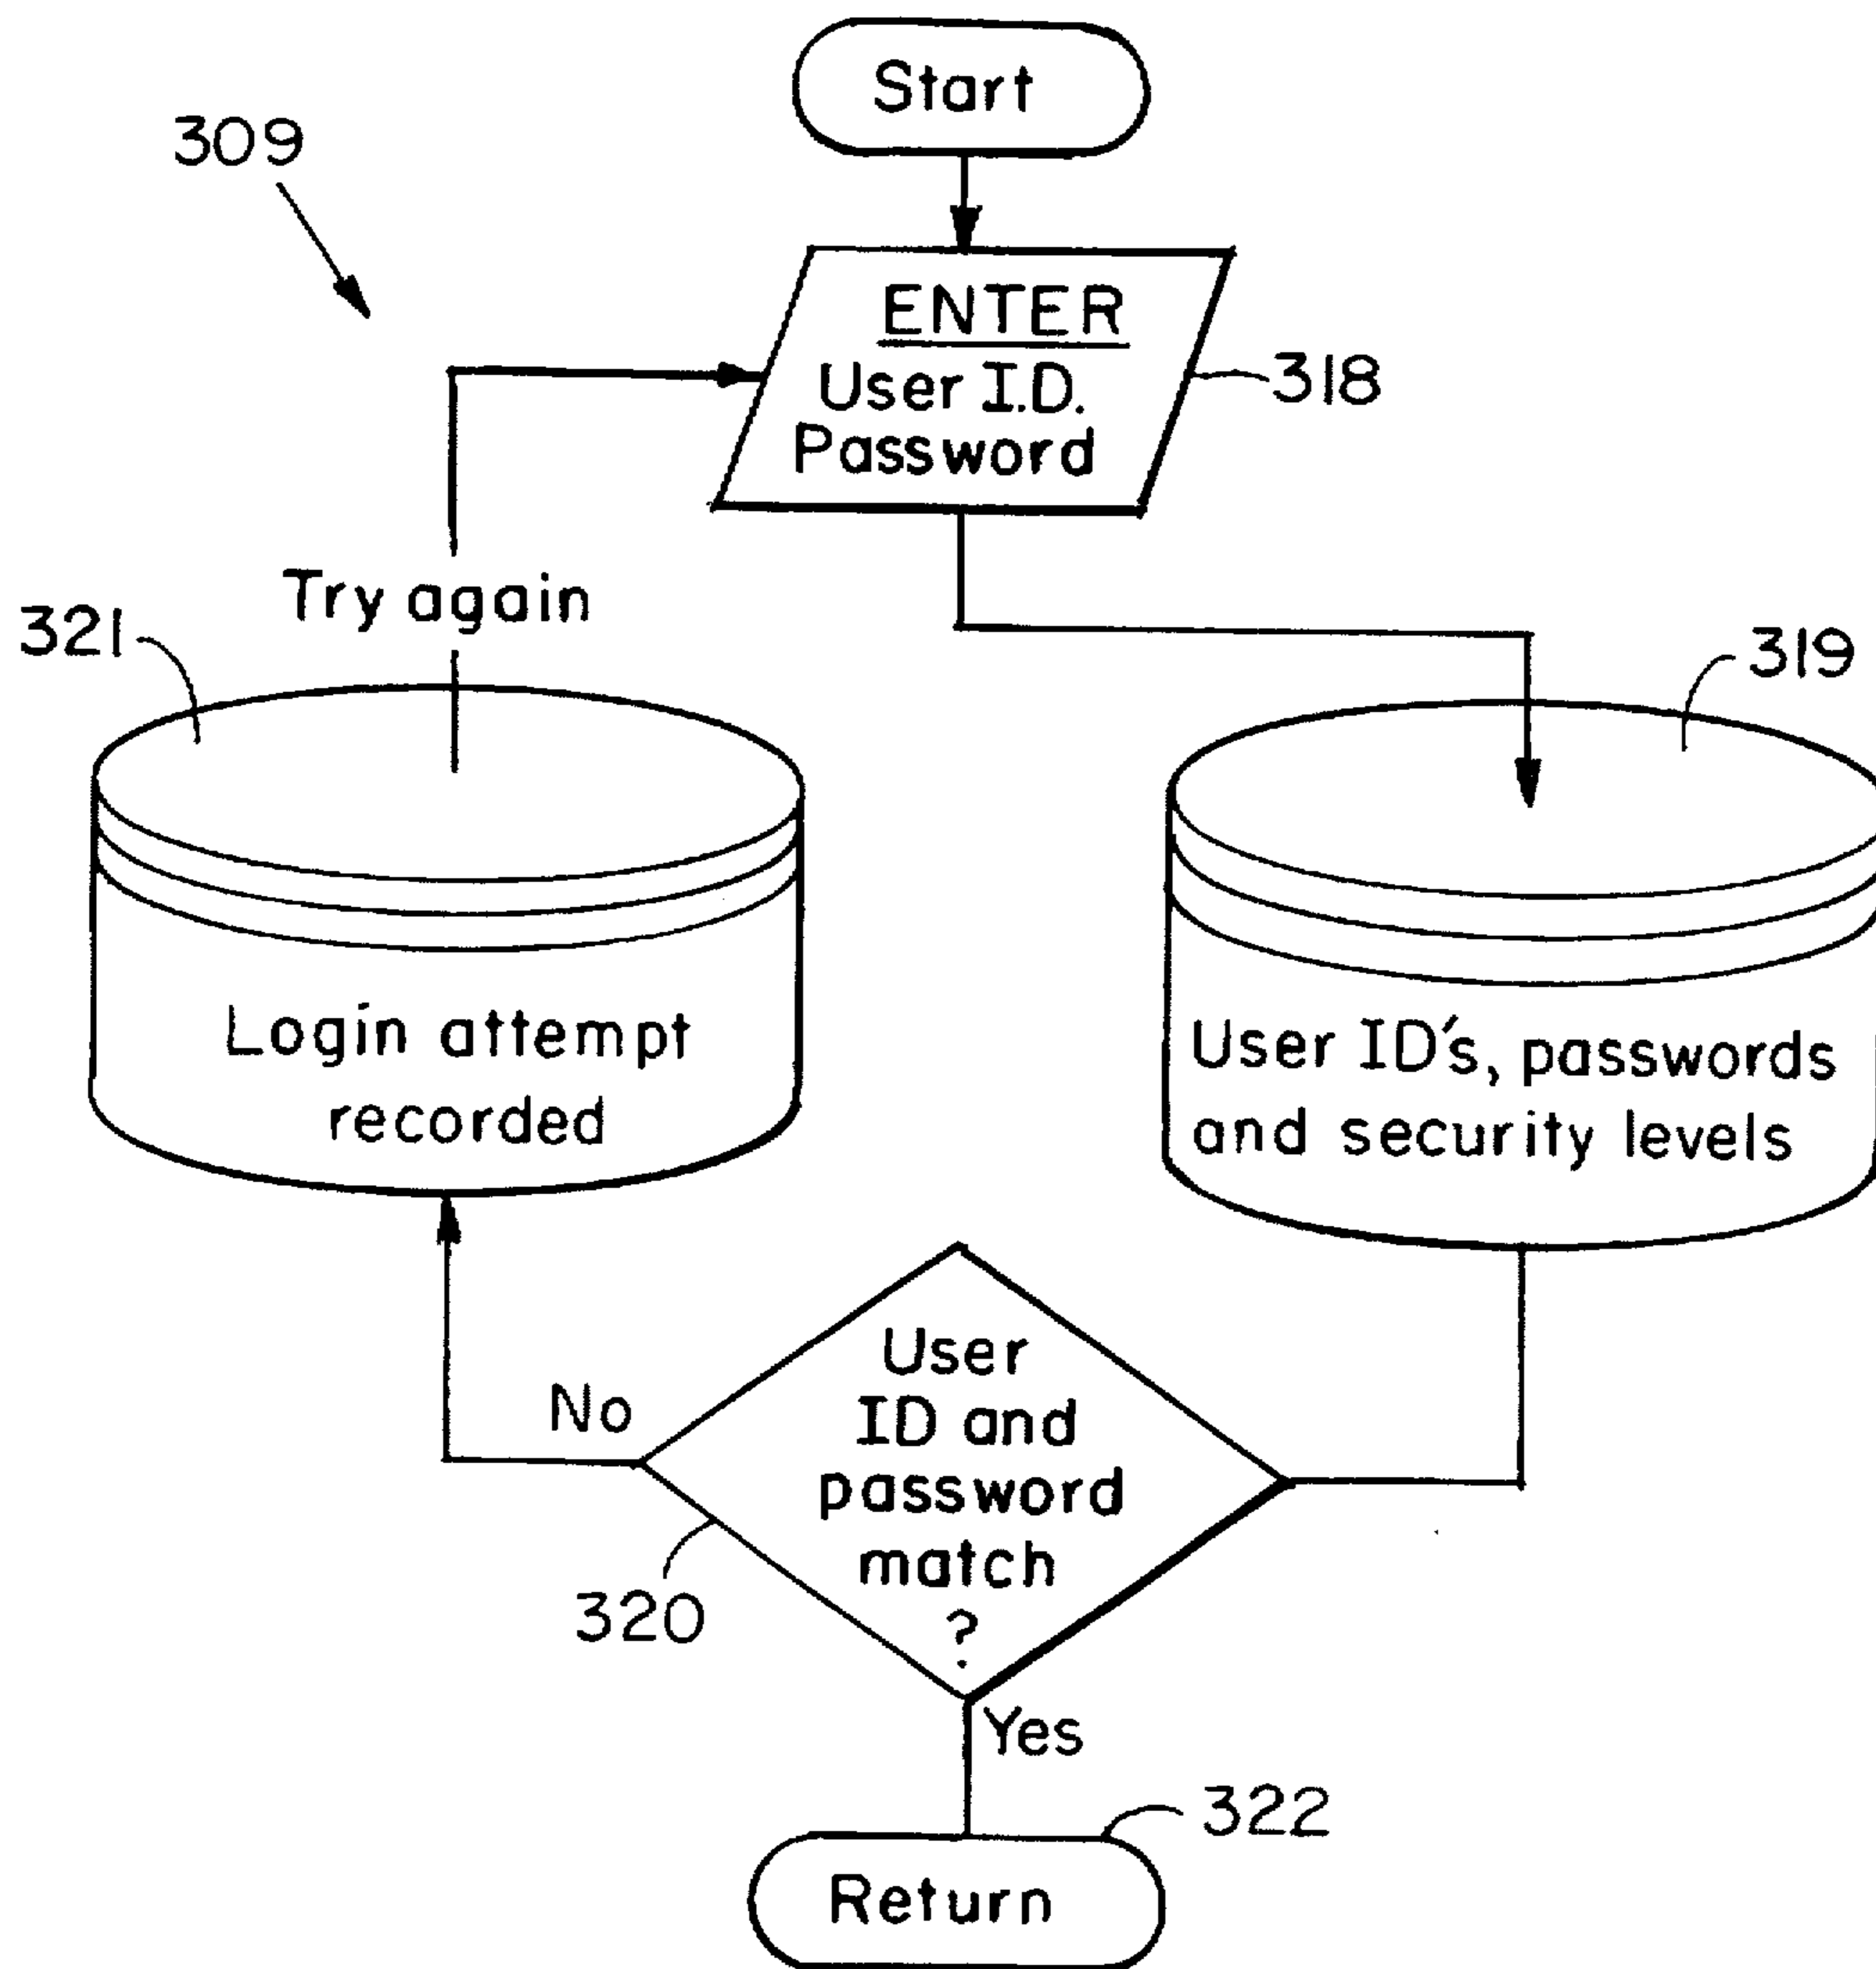 Start
309
ENTER
User I.D.
Password
318
Try again
321
319
Login attempt
recorded
User ID's, passwords
and security levels
User
ID and
password
match
?
No
320
Yes
322
Return